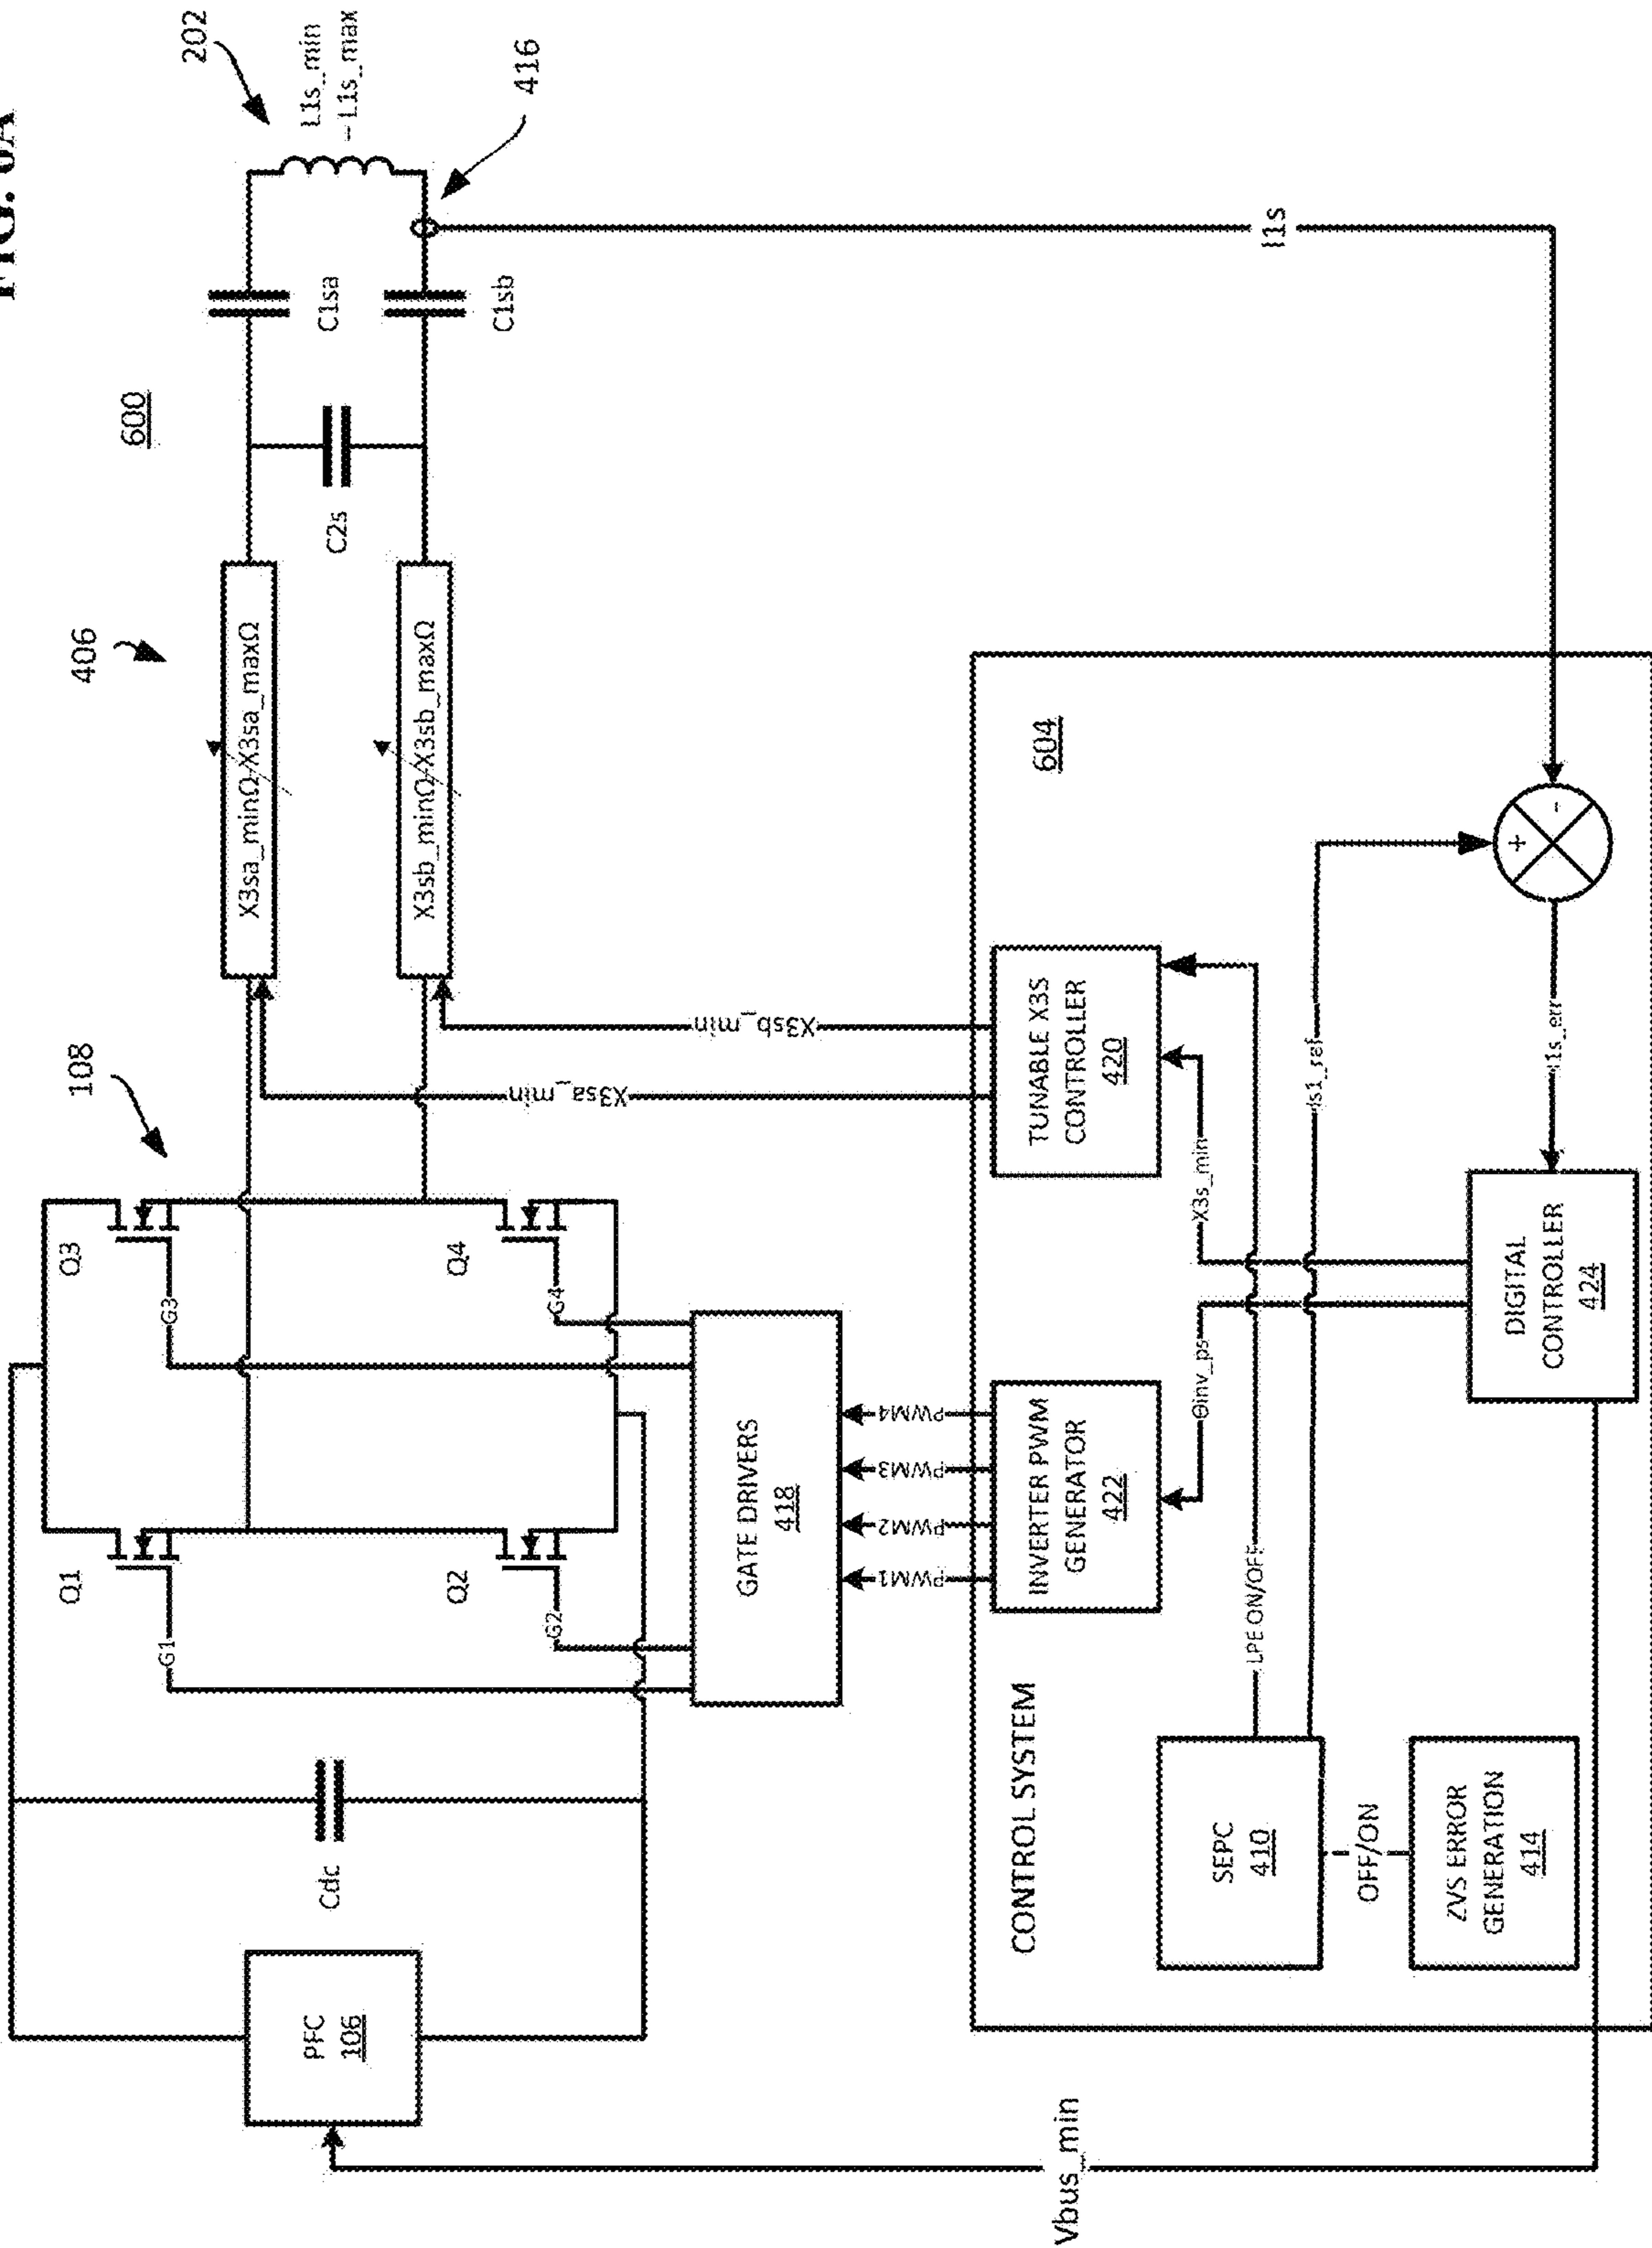 FIG. 6A
600
202
L1s_min
– L1s_max
416
406
108
C1sa
C1sb
C2s
X3sa_minΩ-X3sa_maxΩ
X3sb_minΩ-X3sb_maxΩ
Q1
Q3
G1
G3
Q2
Q4
G2
G4
Cdc
PFC
106
GATE DRIVERS
418
PWM1
PWM2
PWM3
PWM4
X3sa_min
X3sb_min
I1s
CONTROL SYSTEM
604
INVERTER PWM
GENERATOR
422
TUNABLE X3S
CONTROLLER
420
SEPC
410
LPE ON/OFF
Θinv_ps
X3s_min
Is1_ref
+
-
OFF/ON
ZVS ERROR
GENERATION
414
DIGITAL
CONTROLLER
424
I1s_err
Vbus_min